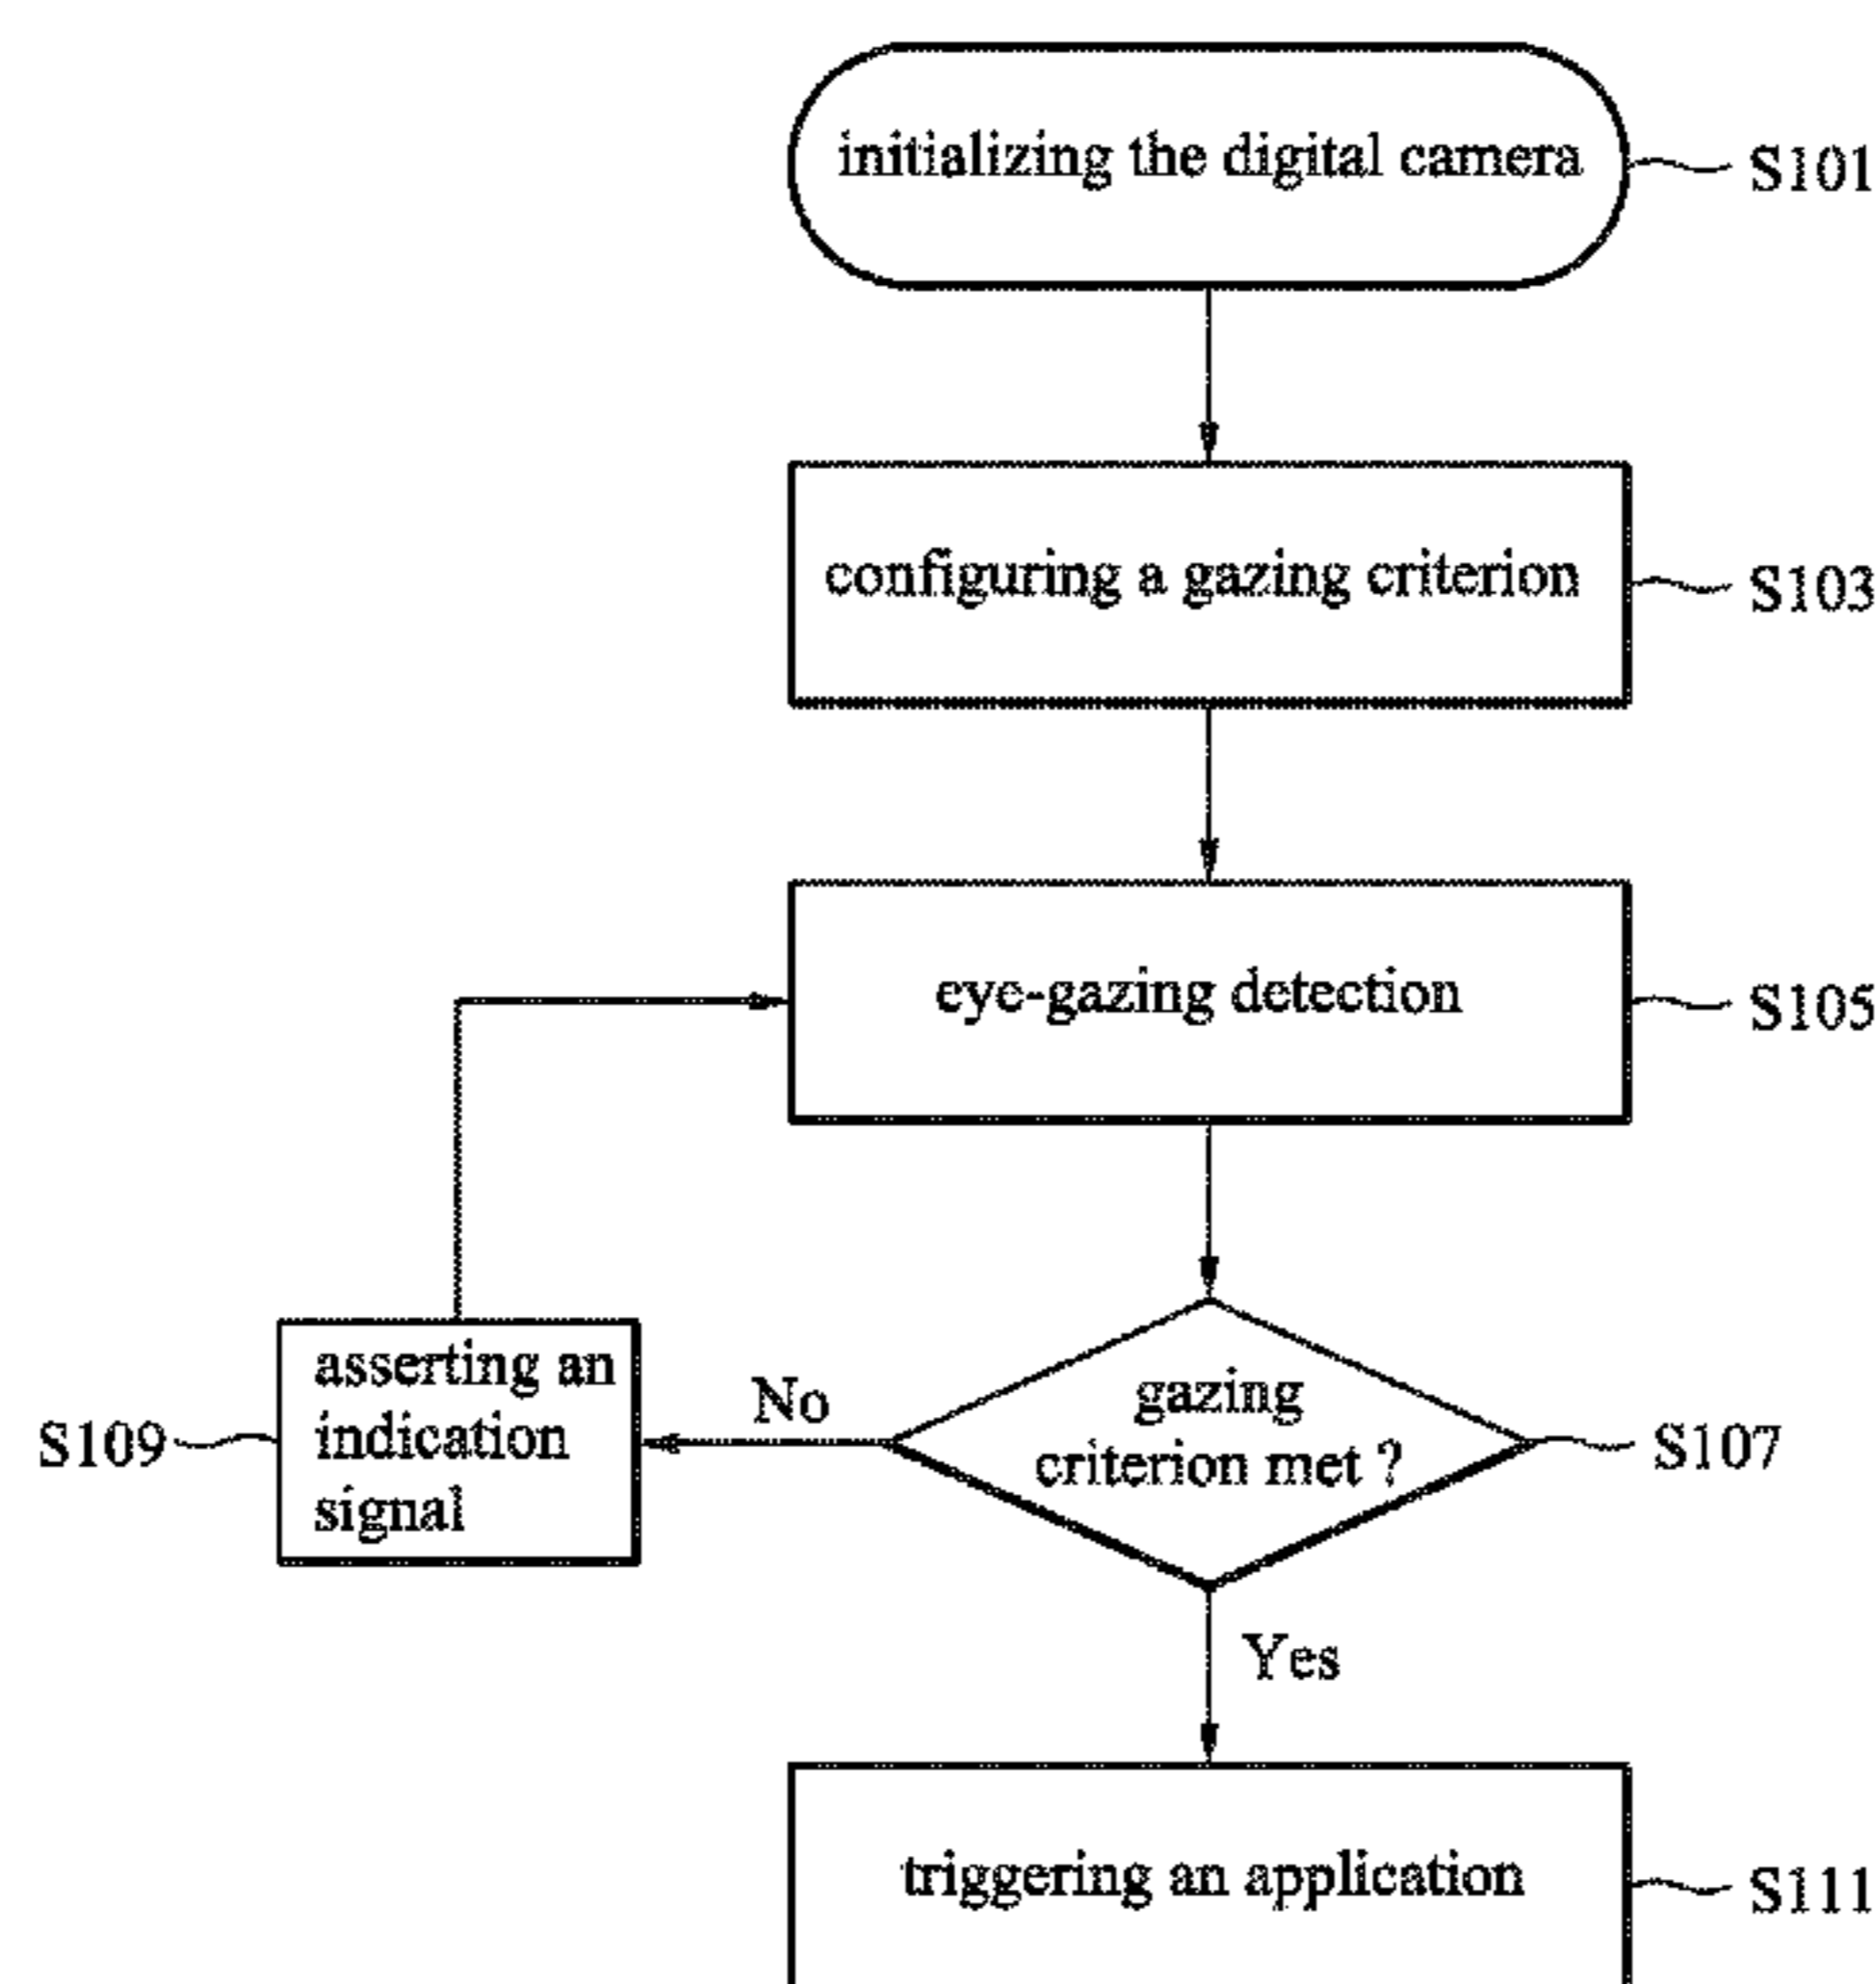 initializing the digital camera
S101
configuring a gazing criterion
S103
eye-gazing detection
S105
asserting an
indication
signal
S109
No
gazing
criterion met ?
S107
Yes
triggering an application
S111